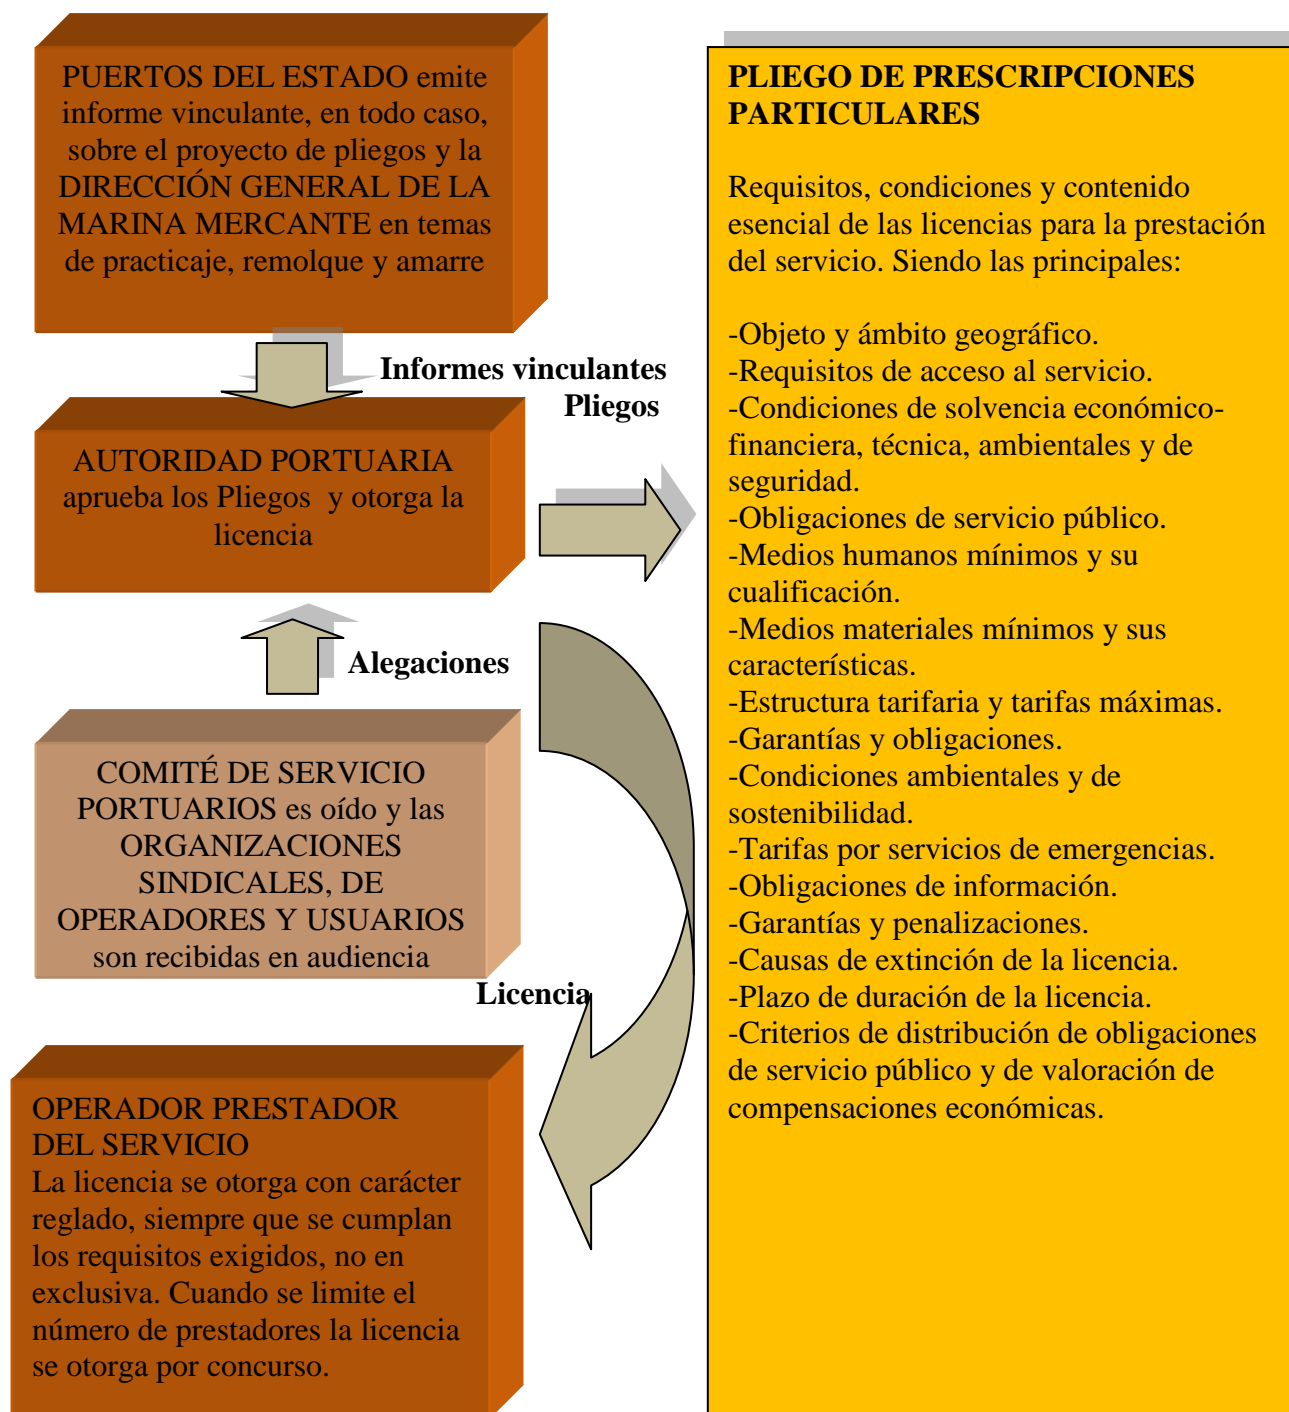 PUERTOS DEL ESTADO emite
informe vinculante, en todo caso,
sobre el proyecto de pliegos y la
DIRECCIÓN GENERAL DE LA
MARINA MERCANTE en temas
de practicaje, remolque y amarre
Informes vinculantes
Pliegos
AUTORIDAD PORTUARIA
aprueba los Pliegos y otorga la
licencia
Alegaciones
COMITÉ DE SERVICIO
PORTUARIOS es oído y las
ORGANIZACIONES
SINDICALES, DE
OPERADORES Y USUARIOS
son recibidas en audiencia
Licencia
OPERADOR PRESTADOR
DEL SERVICIO
La licencia se otorga con carácter
reglado, siempre que se cumplan
los requisitos exigidos, no en
exclusiva. Cuando se limite el
número de prestadores la licencia
se otorga por concurso.
PLIEGO DE PRESCRIPCIONES
PARTICULARES
Requisitos, condiciones y contenido
esencial de las licencias para la prestación
del servicio. Siendo las principales:
-Objeto y ámbito geográfico.
-Requisitos de acceso al servicio.
-Condiciones de solvencia económico-
financiera, técnica, ambientales y de
seguridad.
-Obligaciones de servicio público.
-Medios humanos mínimos y su
cualificación.
-Medios materiales mínimos y sus
características.
-Estructura tarifaria y tarifas máximas.
-Garantías y obligaciones.
-Condiciones ambientales y de
sostenibilidad.
-Tarifas por servicios de emergencias.
-Obligaciones de información.
-Garantías y penalizaciones.
-Causas de extinción de la licencia.
-Plazo de duración de la licencia.
-Criterios de distribución de obligaciones
de servicio público y de valoración de
compensaciones económicas.